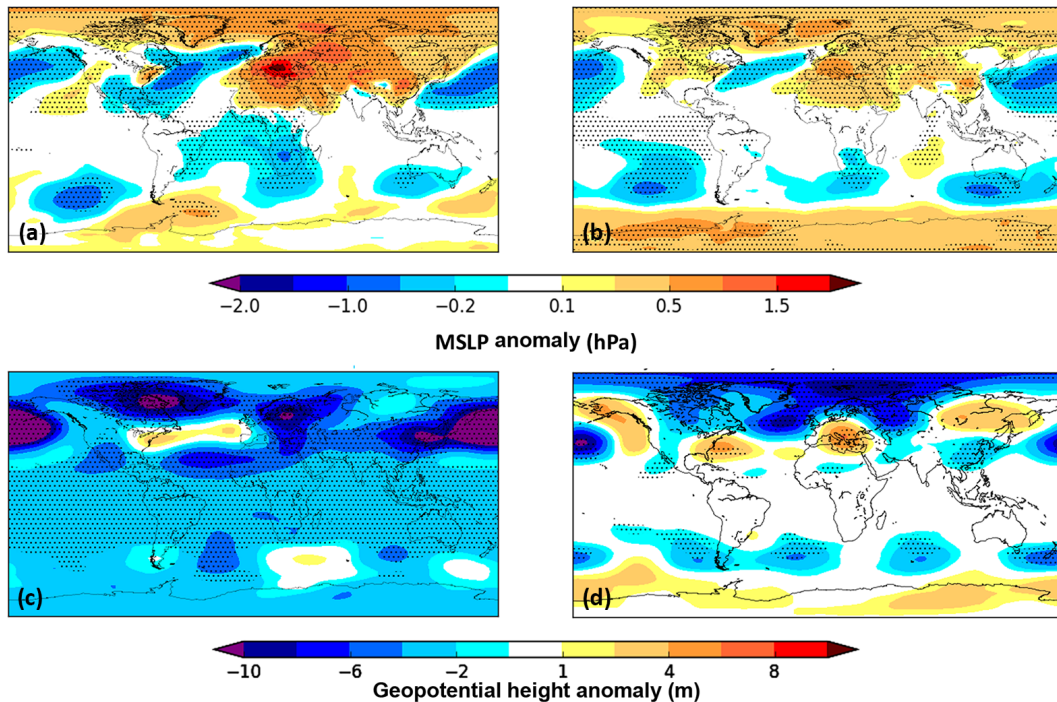 (a) (b)
−2.0 −1.0 −0.2 0.1 0.5 1.5
MSLP anomaly (hPa)
(c) (d)
−10 −6 −2 1 4 8
Geopotential height anomaly (m)